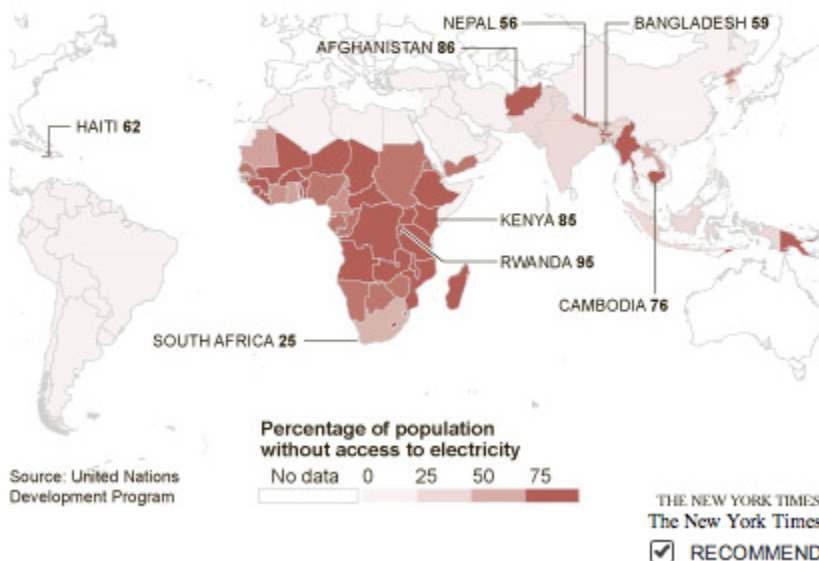 NEPAL 56
BANGLADESH 59
AFGHANISTAN 86
HAITI 62
KENYA 85
RWANDA 95
CAMBODIA 76
SOUTH AFRICA 25
Percentage of population
without access to electricity
No data 0 25 50 75
Source: United Nations
Development Program
THE NEW YORK TIMES
The New York Times
RECOMMEND